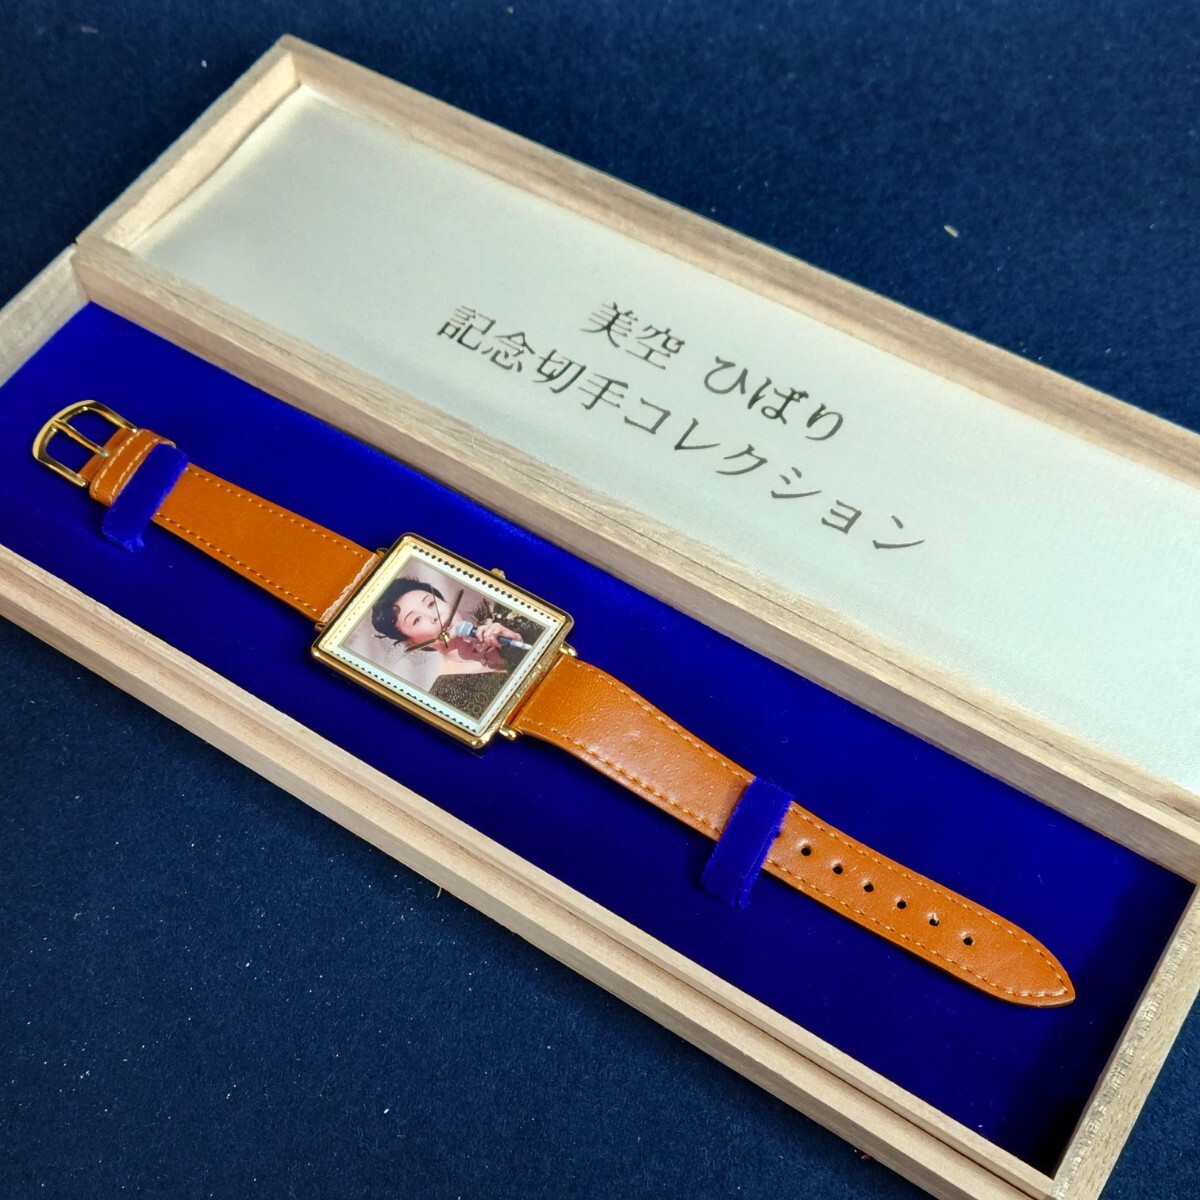 美空 ひばり
記念切手コレクション